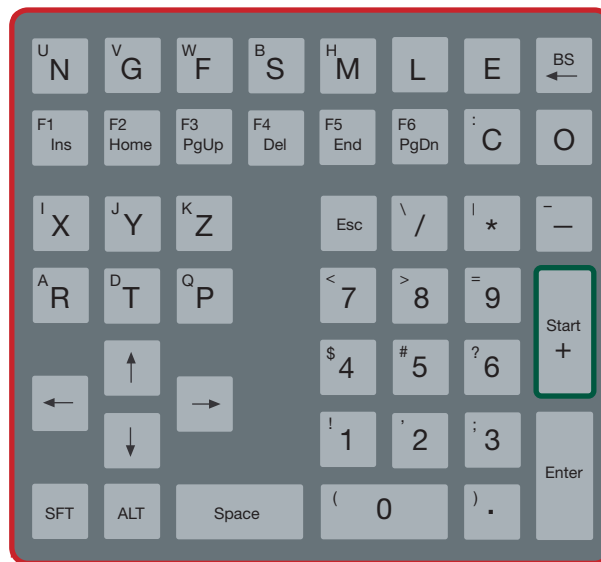 U N V G W F B S H M L E BS
F1 Ins F2 Home F3 PgUp F4 Del F5 End F6 PgDn : C O
I X J Y K Z Esc \ / | * – —
A R D T Q P < 7 > 8 = 9 Start +
$ 4 # 5 ? 6
! 1 ' 2 ; 3 Enter
SFT ALT Space ( 0 ) .